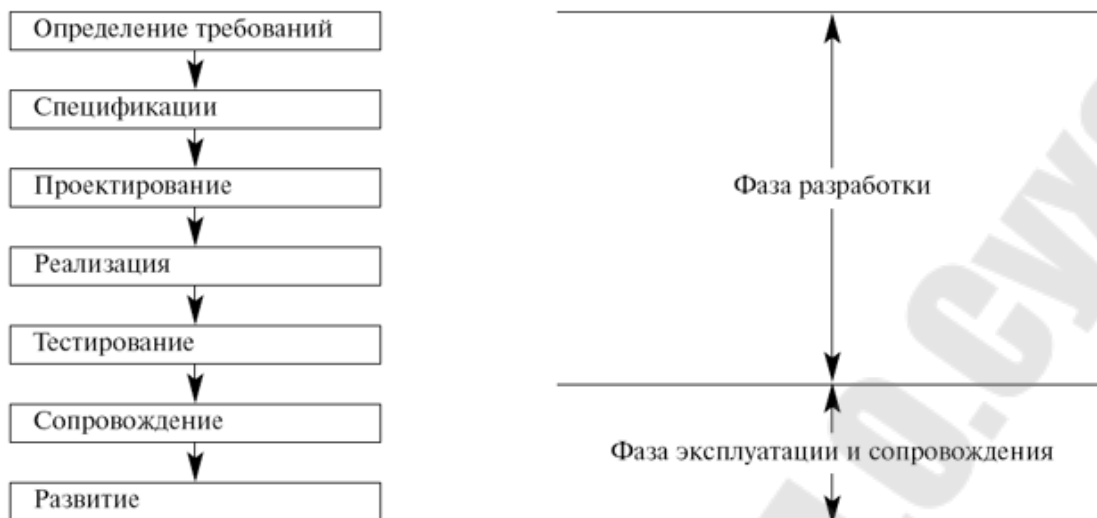 Определение требований
Спецификации
Проектирование
Реализация
Тестирование
Сопровождение
Развитие
Фаза разработки
Фаза эксплуатации и сопровождения